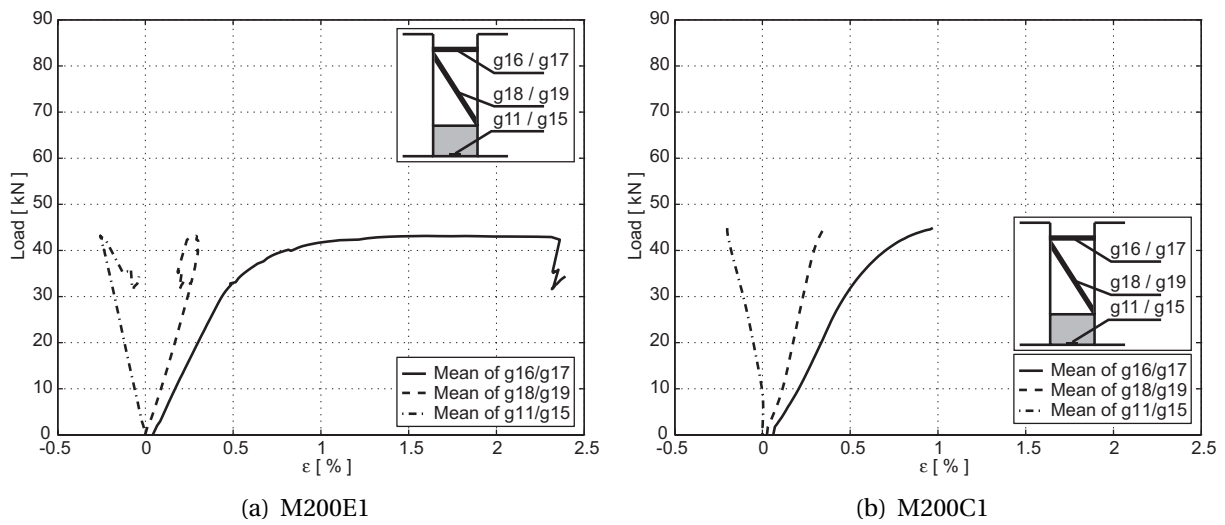 90
80
70
60
50
40
30
20
10
0
Load [ kN ]
-0.5
0
0.5
1
1.5
2
2.5
ε [ % ]
g16 / g17
g18 / g19
g11 / g15
Mean of g16/g17
Mean of g18/g19
Mean of g11/g15
(a) M200E1
90
80
70
60
50
40
30
20
10
0
Load [ kN ]
-0.5
0
0.5
1
1.5
2
2.5
ε [ % ]
g16 / g17
g18 / g19
g11 / g15
Mean of g16/g17
Mean of g18/g19
Mean of g11/g15
(b) M200C1